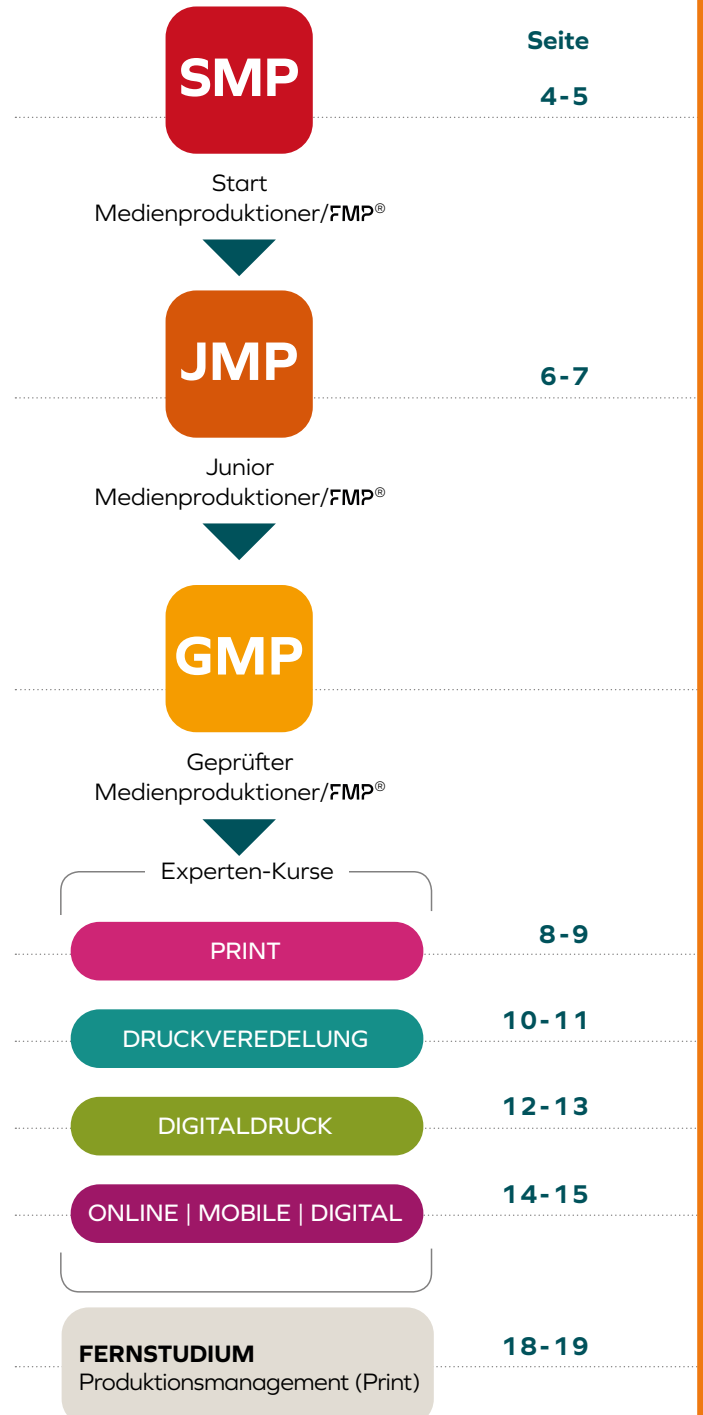 Seite
SMP
4-5
Start
Medienproduktioner/FMP®
JMP
6-7
Junior
Medienproduktioner/FMP®
GMP
Geprüfter
Medienproduktioner/FMP®
Experten-Kurse
PRINT
8-9
DRUCKVEREDELUNG
10-11
DIGITALDRUCK
12-13
ONLINE | MOBILE | DIGITAL
14-15
FERNSTUDIUM
18-19
Produktionsmanagement (Print)